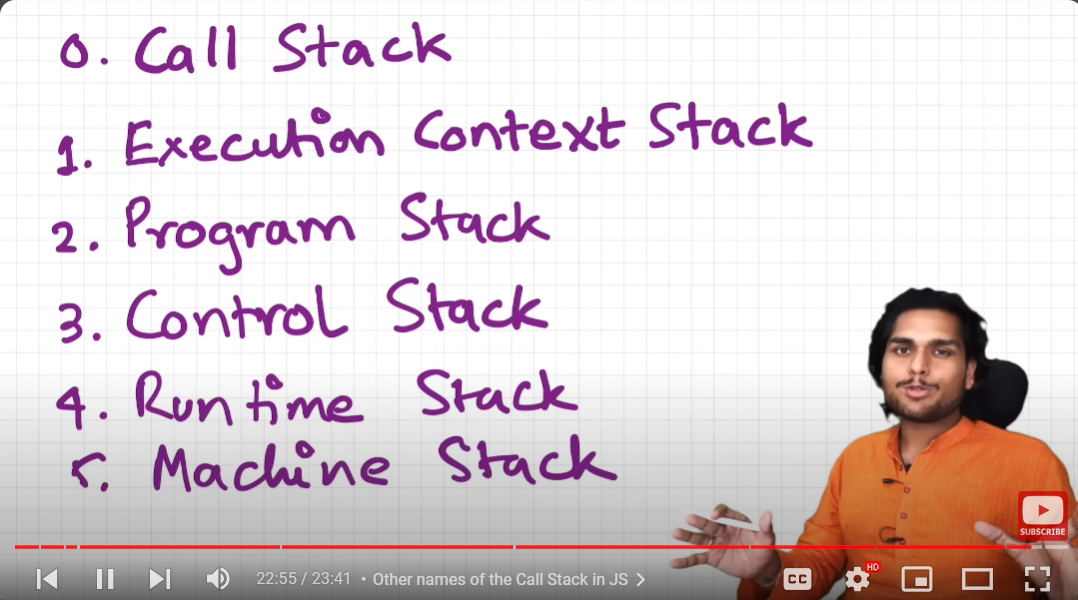 0. Call Stack
1. Execution Context Stack
2. Program Stack
3. Control Stack
4. Runtime Stack
5. Machine Stack
SUBSCRIBE
22:55 / 23:41 • Other names of the Call Stack in JS >
CC
HD